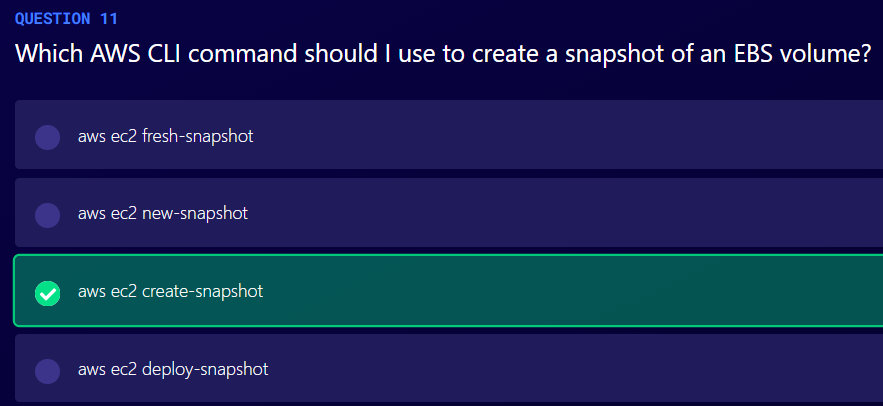 QUESTION 11
Which AWS CLI command should I use to create a snapshot of an EBS volume?
aws ec2 fresh-snapshot
aws ec2 new-snapshot
aws ec2 create-snapshot
aws ec2 deploy-snapshot